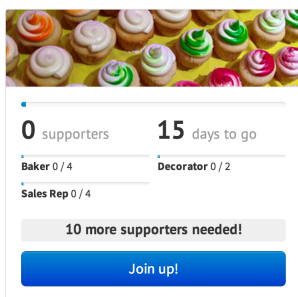 0 supporters
15 days to go
Baker 0 / 4
Decorator 0 / 2
Sales Rep 0 / 4
10 more supporters needed!
Join up!